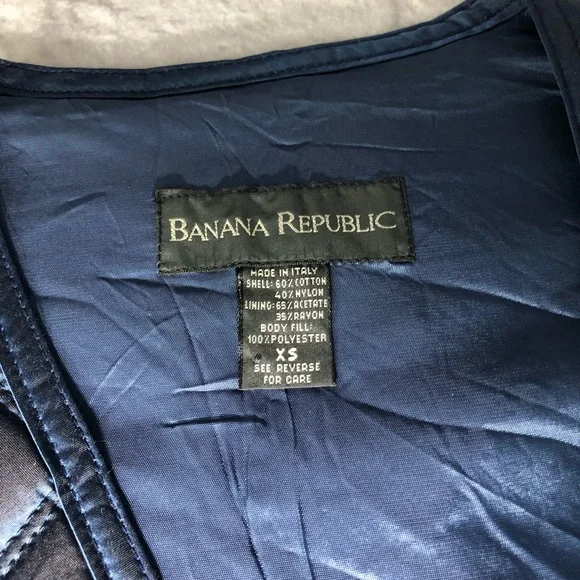 BANANA REPUBLIC
MADE IN ITALY
SHELL: 60%COTTON
40%NYLON
LINING: 65%ACETATE
35%RAYON
BODY FILL:
100%POLYESTER
XS
SEE REVERSE
FOR CARE